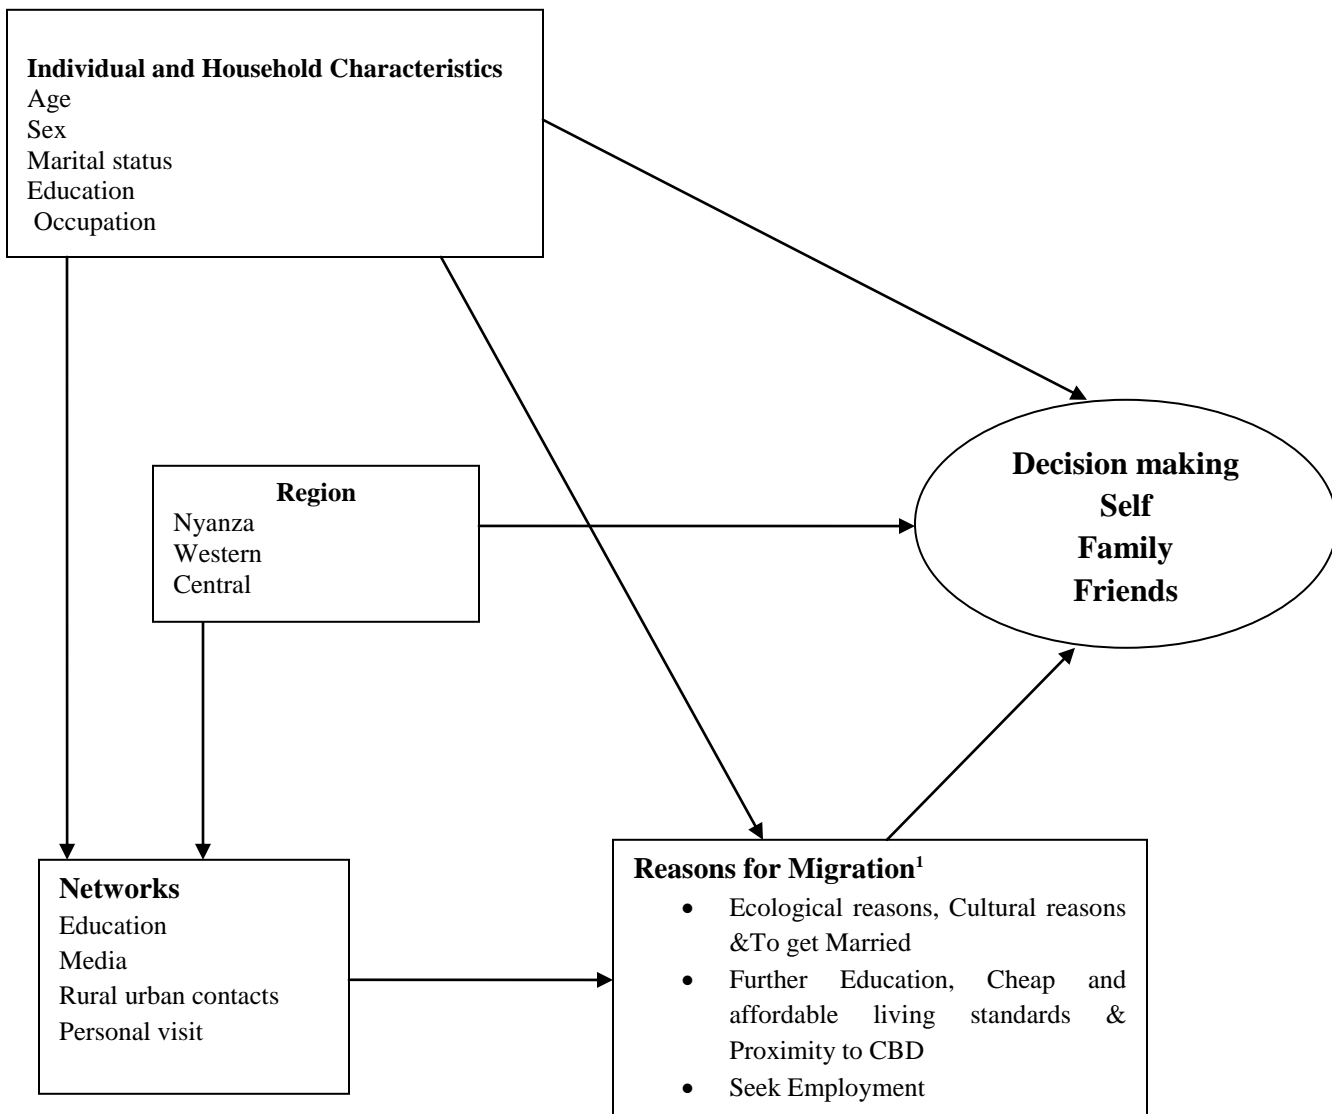 Individual and Household Characteristics
Age
Sex
Marital status
Education
Occupation
Region
Nyanza
Western
Central
Decision making
Self
Family
Friends
Networks
Education
Media
Rural urban contacts
Personal visit
Reasons for Migration¹
• Ecological reasons, Cultural reasons
&To get Married
• Further Education, Cheap and
affordable living standards &
Proximity to CBD
• Seek Employment